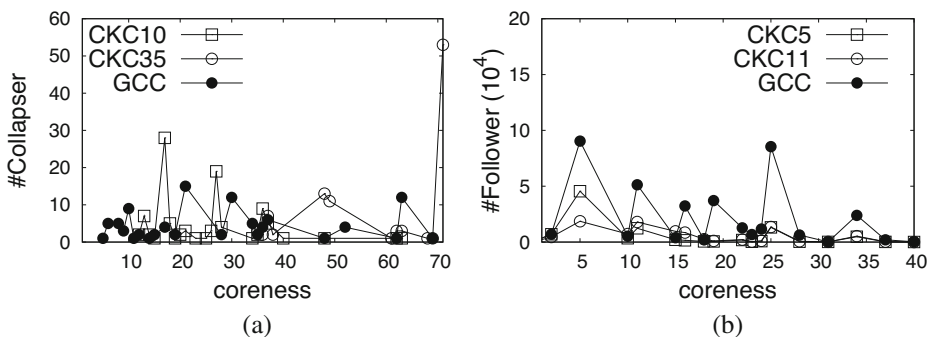 60
50
40
30
20
10
0
#Collapser
CKC10
CKC35
GCC
10 20 30 40 50 60 70
coreness
(a)
20
15
10
5
0
#Follower (10^4)
CKC5
CKC11
GCC
5 10 15 20 25 30 35 40
coreness
(b)